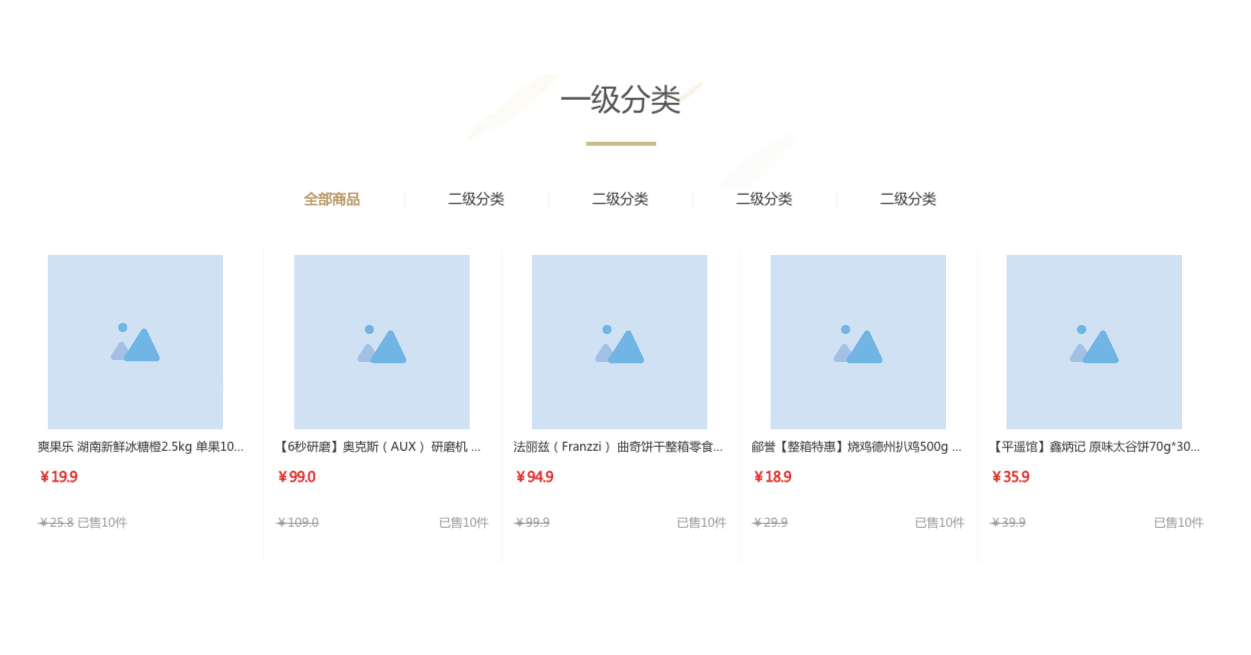 一级分类
全部商品 二级分类 二级分类 二级分类 二级分类
爽果乐 湖南新鲜冰糖橙2.5kg 单果10...
￥19.9
￥25.8 已售10件
【6秒研磨】奥克斯（AUX） 研磨机 ...
￥99.0
￥109.0 已售10件
法丽兹（Franzzi） 曲奇饼干整箱零食...
￥94.9
￥99.9 已售10件
郇誉【整箱特惠】烧鸡德州扒鸡500g ...
￥18.9
￥29.9 已售10件
【平遥馆】鑫炳记 原味太谷饼70g*30...
￥35.9
￥39.9 已售10件